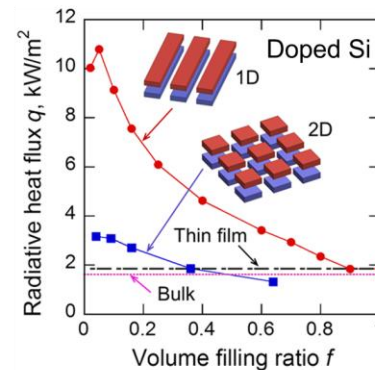 Doped Si
1D
2D
Thin film
Bulk
Radiative heat flux q, kW/m²
12
10
8
6
4
2
0
0
0.2
0.4
0.6
0.8
1
Volume filling ratio f